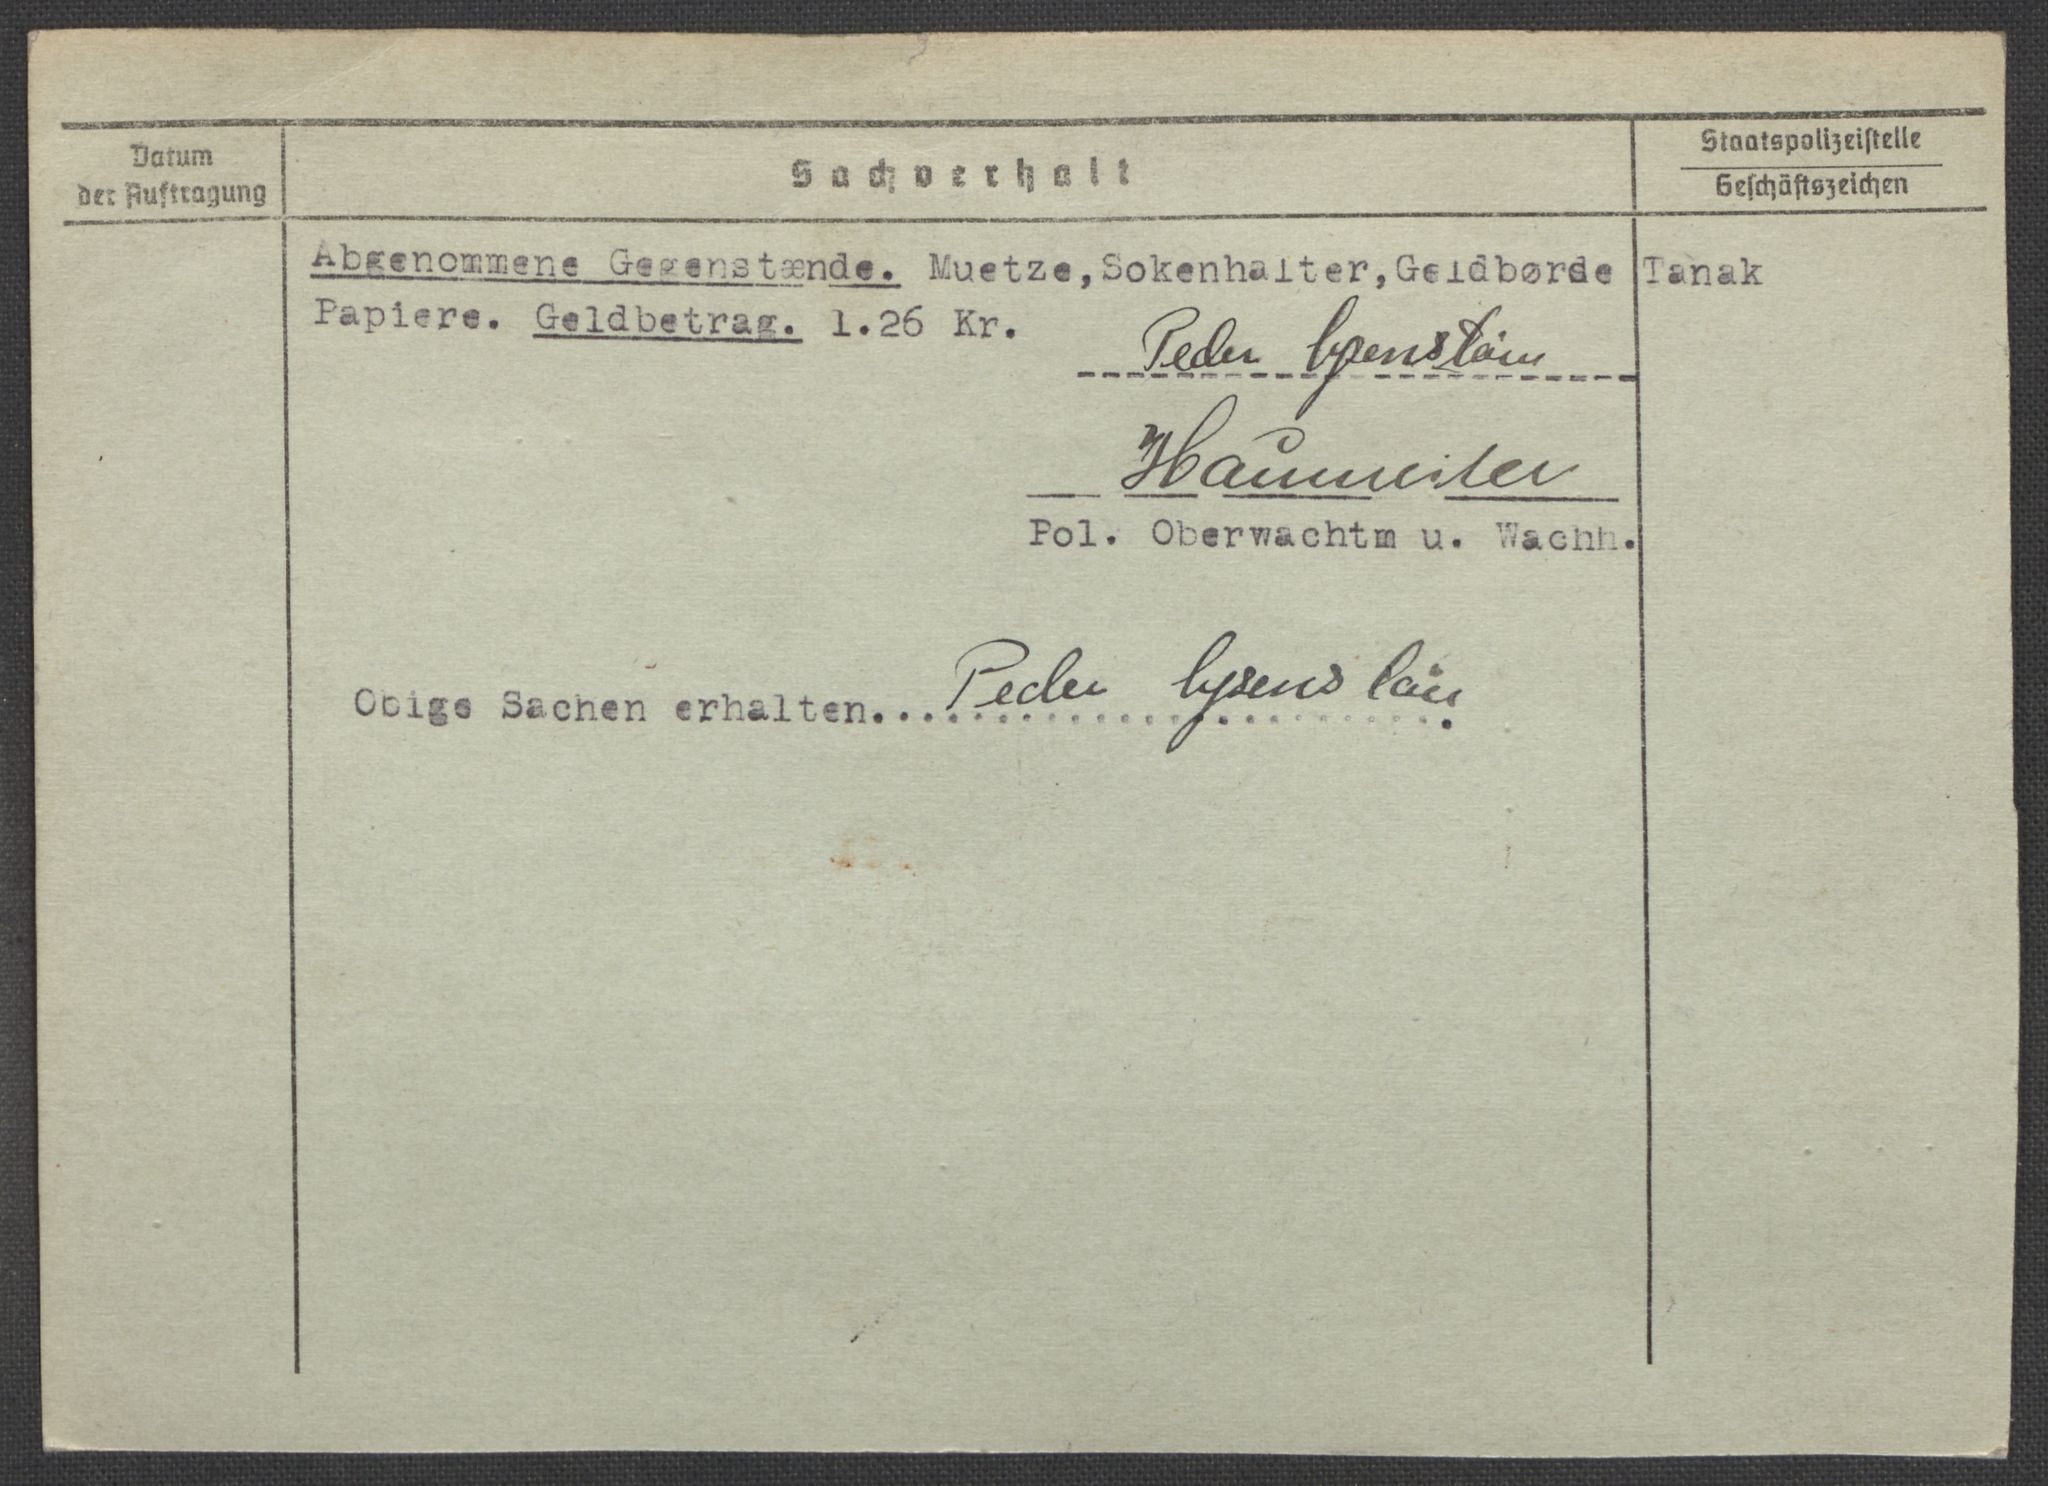 Datum
der Auftragung
Sachverhalt
Staatspolizeistelle
Geschäftszeichen
Abgenommene Gegenstænde. Muetze,Sokenhalter,Geldbørse Tanak
Papiere. Geldbetrag. 1.26 Kr.
Peder
Pol. Oberwachtm u. Wachh.
Obige Sachen erhalten... Peder